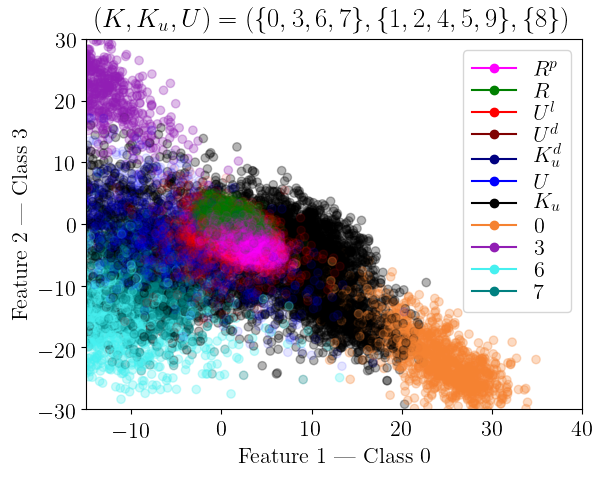 (K, K_u, U) = ({0, 3, 6, 7}, {1, 2, 4, 5, 9}, {8})
30
20
10
0
−10
−20
−30
Feature 2 — Class 3
R^p
R
U^l
U^d
K_u^d
U
K_u
0
3
6
7
−10
0
10
20
30
40
Feature 1 — Class 0